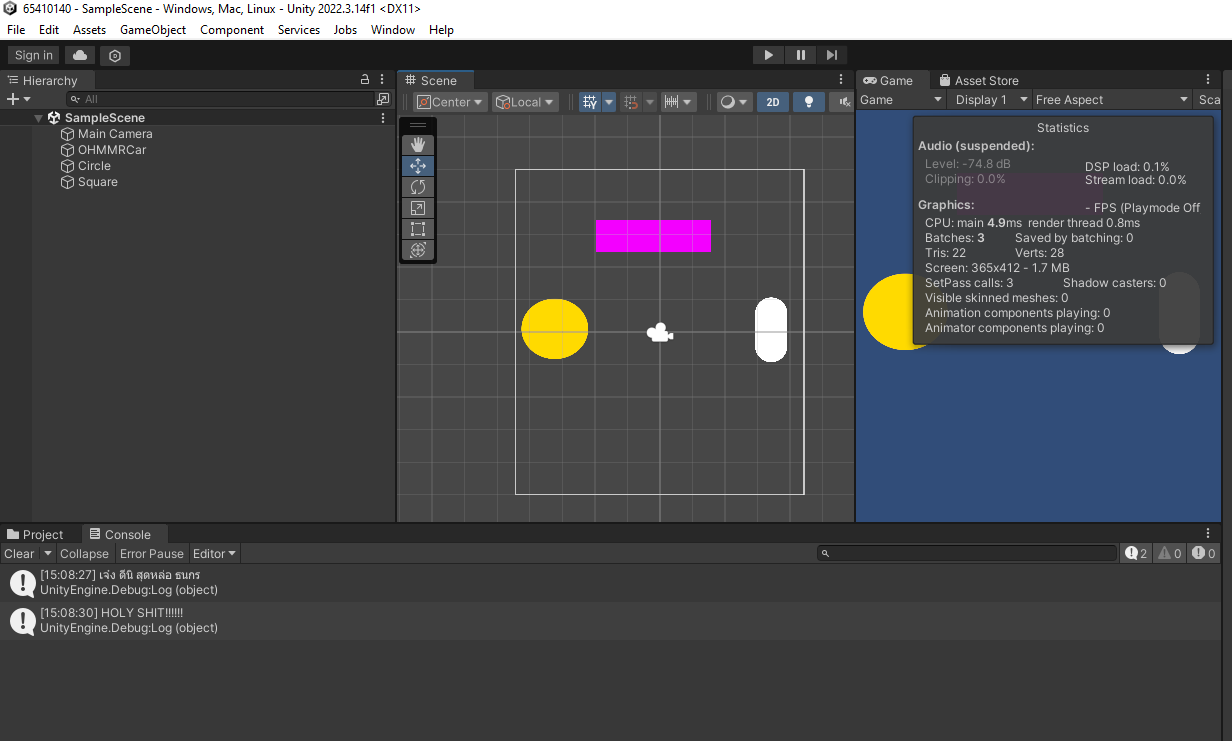 65410140 - SampleScene - Windows, Mac, Linux - Unity 2022.3.14f1 <DX11>
File Edit Assets GameObject Component Services Jobs Window Help
Sign in
Hierarchy
All
SampleScene
Main Camera
OHMMRCar
Circle
Square
Scene
Center Local 2D
Game Asset Store
Game Display 1 Free Aspect Sca
Statistics
Audio (suspended):
Level: -74.8 dB DSP load: 0.1%
Clipping: 0.0% Stream load: 0.0%
Graphics: - FPS (Playmode Off
CPU: main 4.9ms render thread 0.8ms
Batches: 3 Saved by batching: 0
Tris: 22 Verts: 28
Screen: 365x412 - 1.7 MB
SetPass calls: 3 Shadow casters: 0
Visible skinned meshes: 0
Animation components playing: 0
Animator components playing: 0
Project Console
Clear Collapse Error Pause Editor 2 0 0
[15:08:27] เจ๋ง ดีนิ สุดหล่อ ธนกร
UnityEngine.Debug:Log (object)
[15:08:30] HOLY SHIT!!!!!!
UnityEngine.Debug:Log (object)